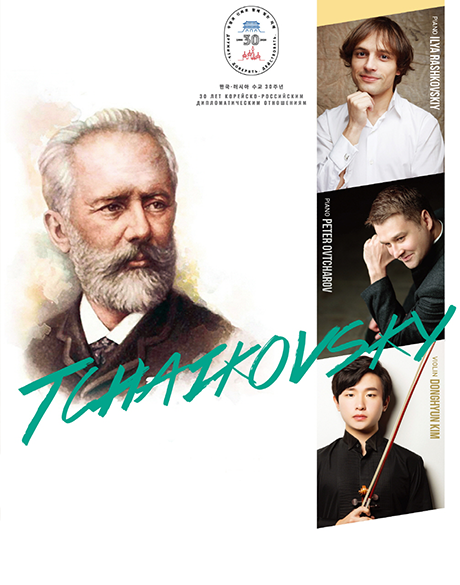 - 30 -
한국·러시아 수교 30주년
30 ЛЕТ КОРЕЙСКО-РОССИЙСКИМ
ДИПЛОМАТИЧЕСКИМ ОТНОШЕНИЯМ
PIANO ILYA RASHKOVSKIY
PIANO PETER OVTCHAROV
TCHAIKOVSKY
VIOLIN DONGHYUN KIM